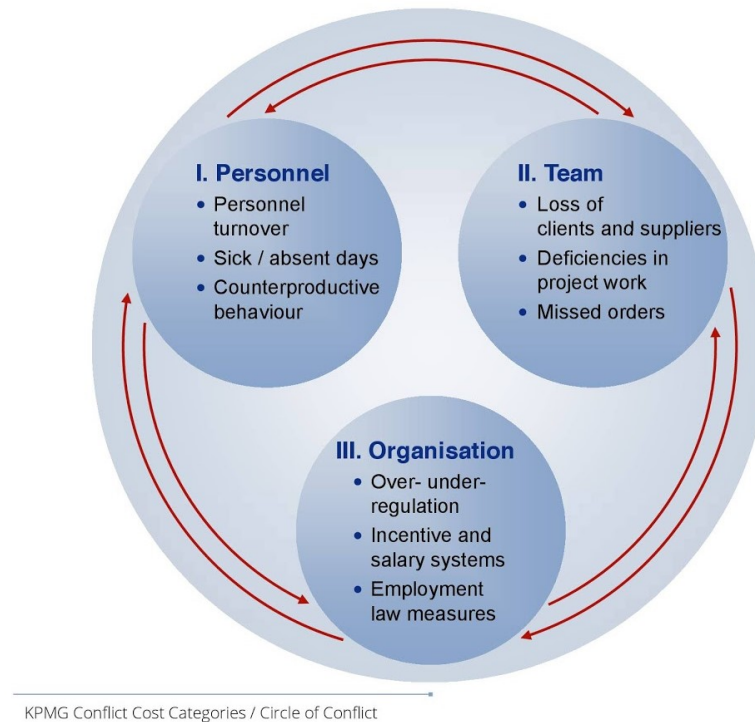 I. Personnel
• Personnel
turnover
• Sick / absent days
• Counterproductive
behaviour
II. Team
• Loss of
clients and suppliers
• Deficiencies in
project work
• Missed orders
III. Organisation
• Over- under-
regulation
• Incentive and
salary systems
• Employment
law measures
KPMG Conflict Cost Categories / Circle of Conflict